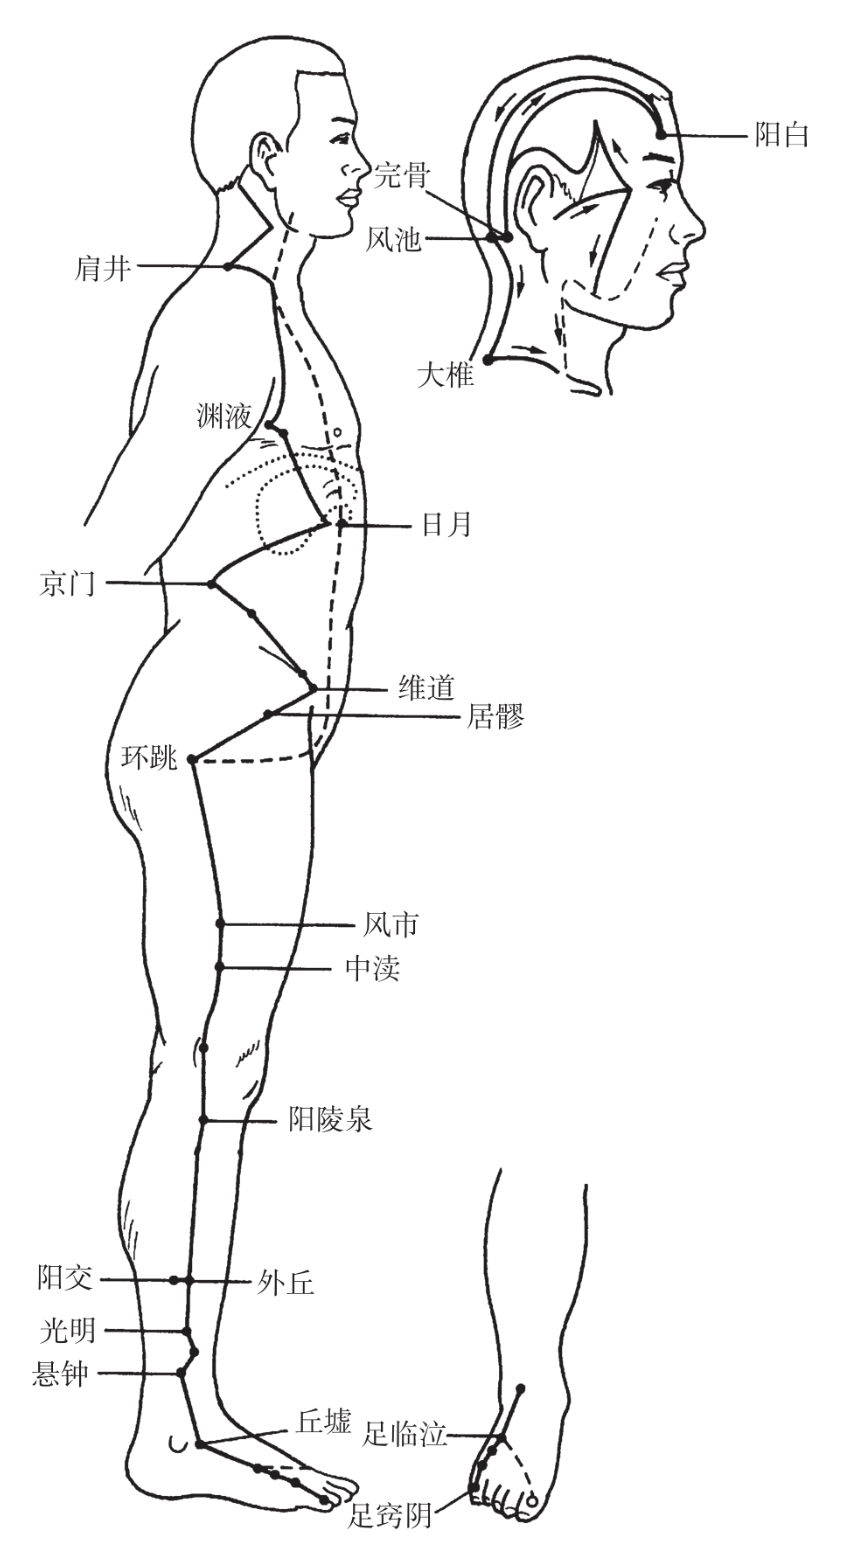 阳白
完骨
风池
肩井
大椎
渊液
日月
京门
维道
居髎
环跳
风市
中渎
阳陵泉
阳交
外丘
光明
悬钟
丘墟
足临泣
足窍阴